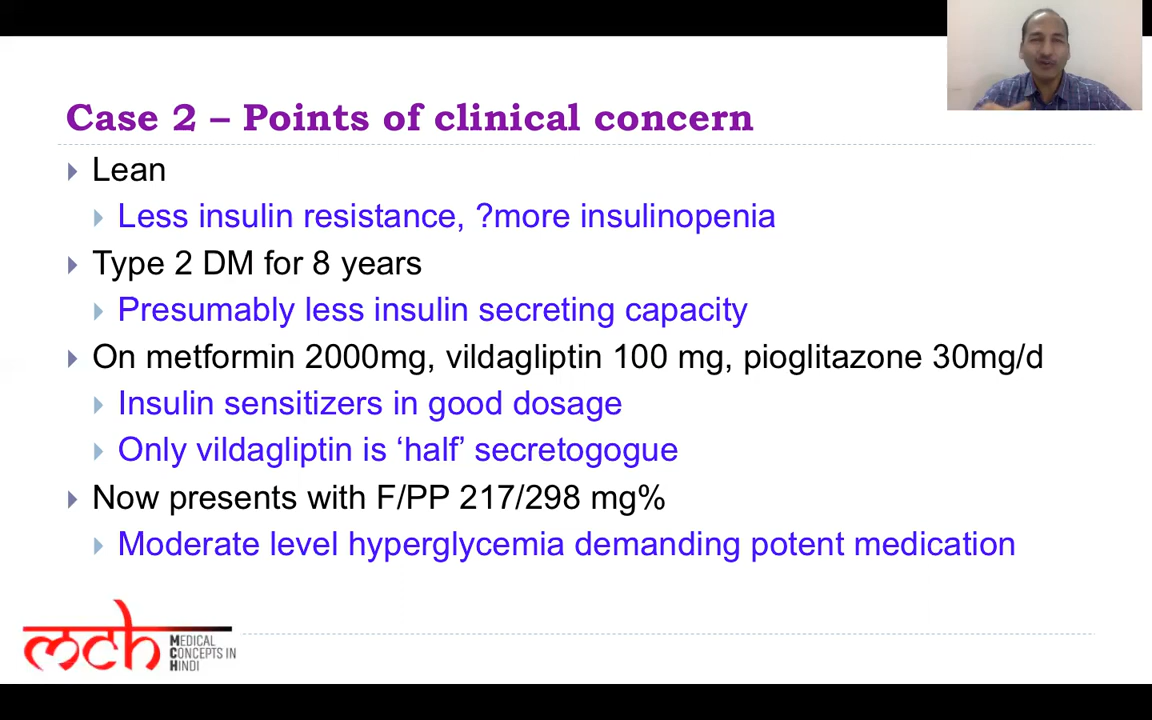 Case 2 – Points of clinical concern
Lean
Less insulin resistance, ?more insulinopenia
Type 2 DM for 8 years
Presumably less insulin secreting capacity
On metformin 2000mg, vildagliptin 100 mg, pioglitazone 30mg/d
Insulin sensitizers in good dosage
Only vildagliptin is ‘half’ secretogogue
Now presents with F/PP 217/298 mg%
Moderate level hyperglycemia demanding potent medication
mch
MEDICAL
CONCEPTS IN
HINDI
M
C
H